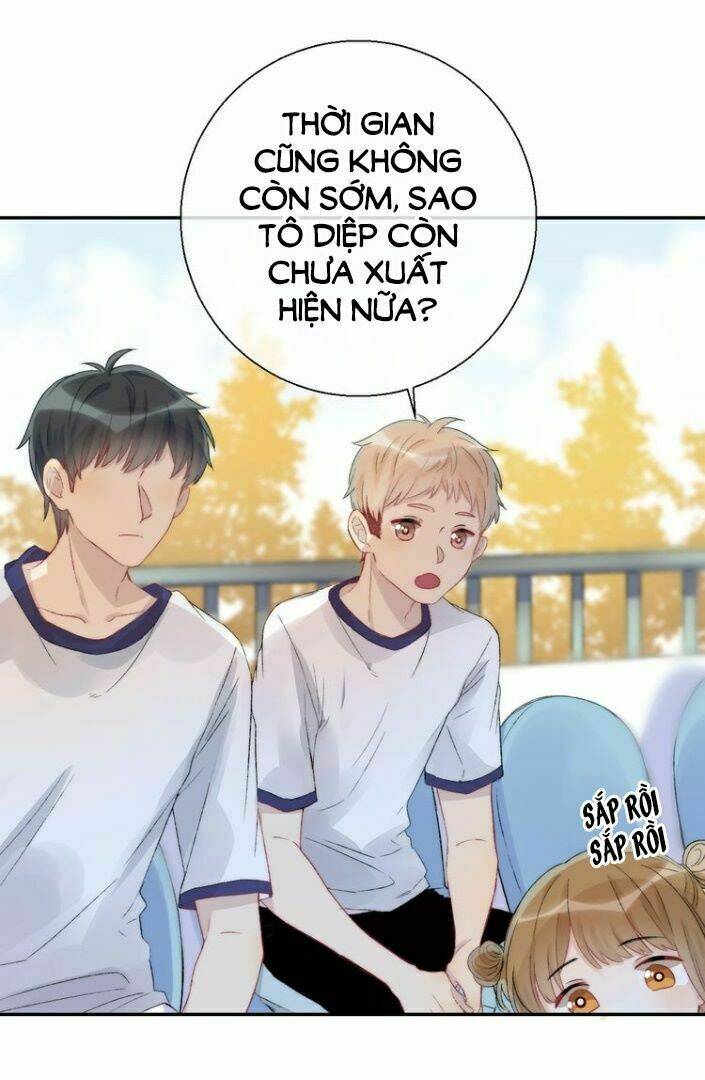 THỜI GIAN
CŨNG KHÔNG
CÒN SỚM, SAO
TÔ DIỆP CÒN
CHƯA XUẤT
HIỆN NỮA?
SẮP RỒI
SẮP RỒI